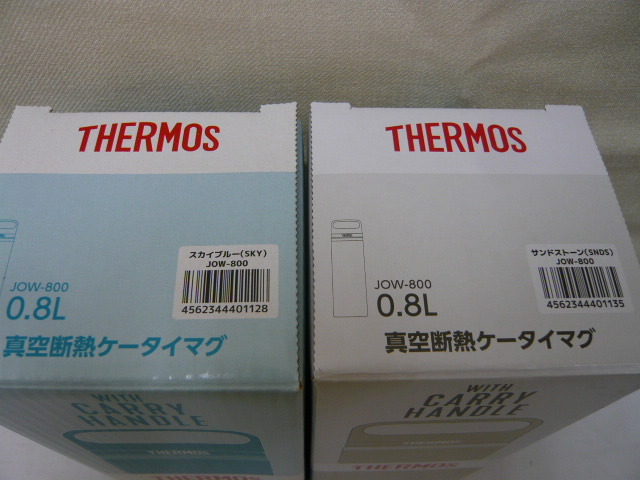 THERMOS
スカイブルー(SKY)
JOW-800
4562344401128
JOW-800
0.8L
真空断熱ケータイマグ
WITH
CARRY
HANDLE
THERMOS
THERMOS
サンドストーン(SNDS)
JOW-800
4562344401135
JOW-800
0.8L
真空断熱ケータイマグ
WITH
CARRY
HANDLE
THERMOS
THERMOS